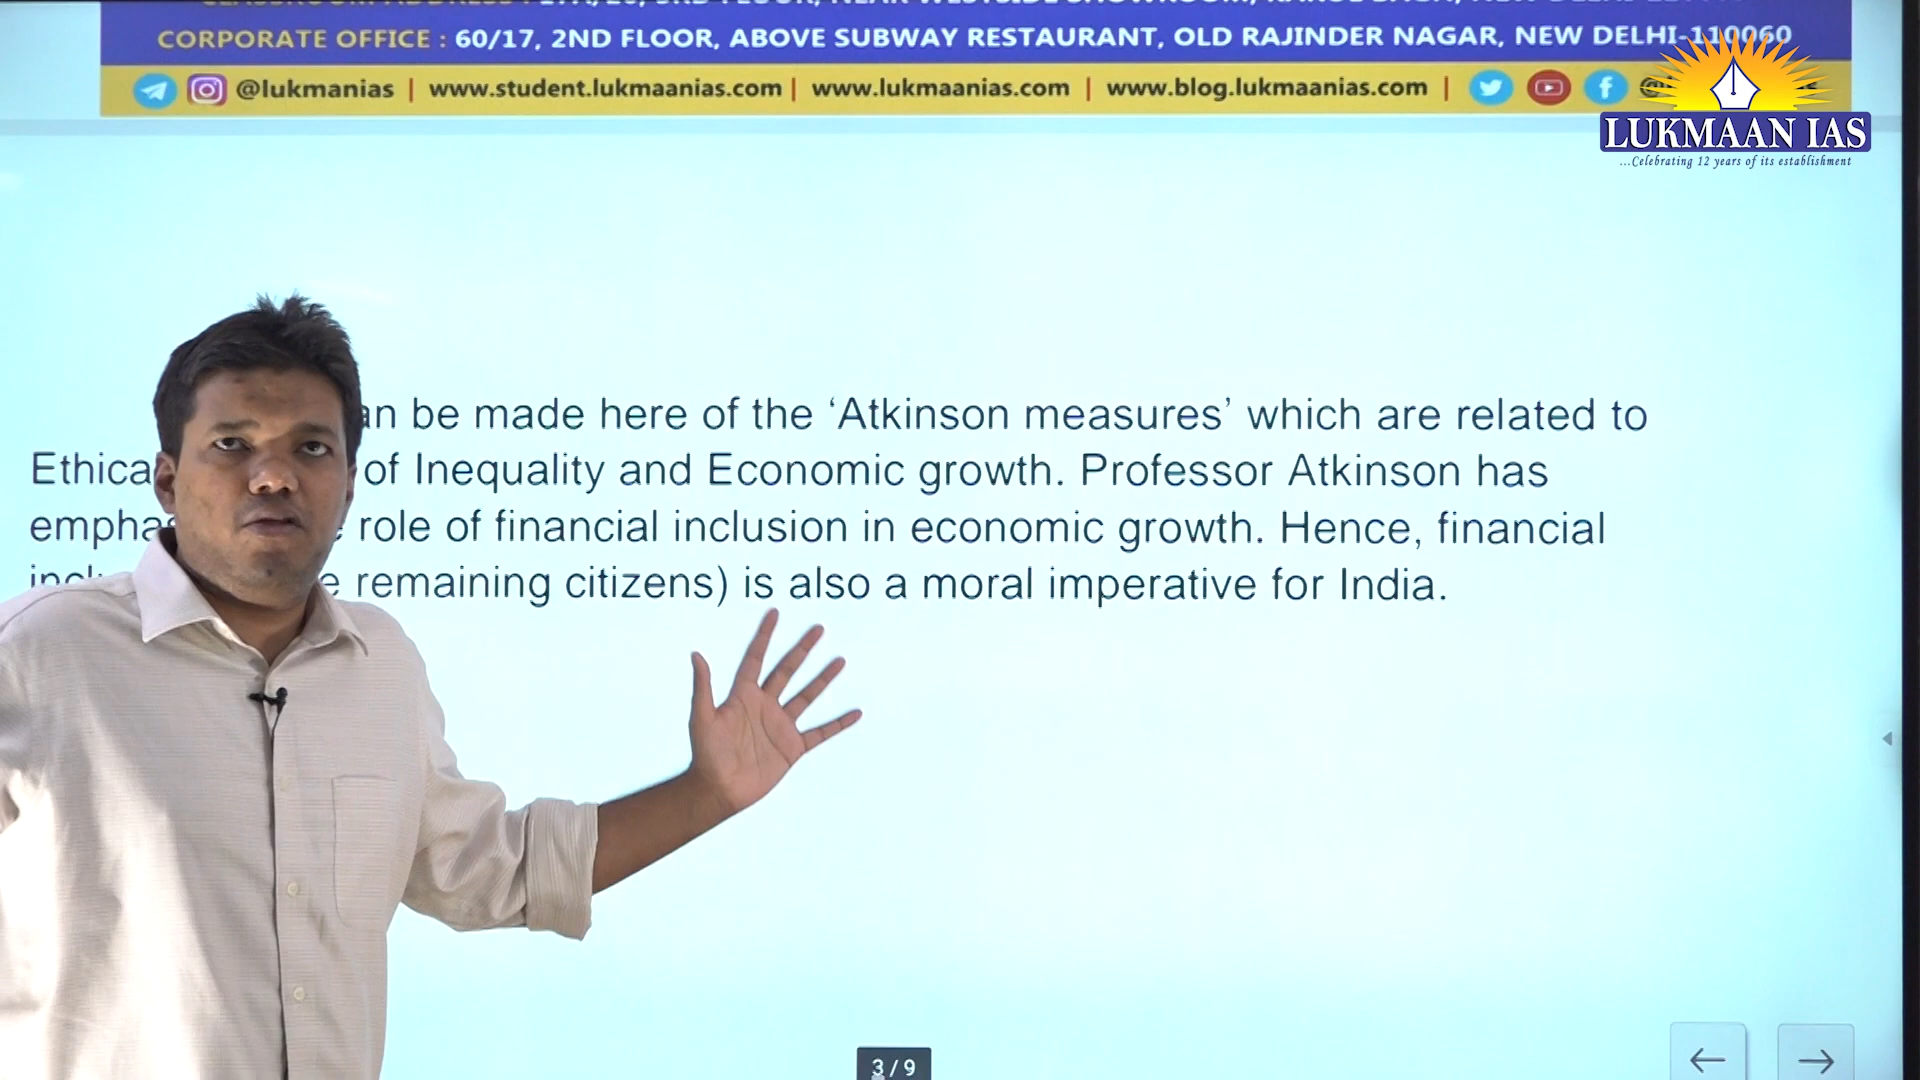 CORPORATE OFFICE : 60/17, 2ND FLOOR, ABOVE SUBWAY RESTAURANT, OLD RAJINDER NAGAR, NEW DELHI-110060
@lukmanias | www.student.lukmaanias.com | www.lukmaanias.com | www.blog.lukmaanias.com |
LUKMAAN IAS
...Celebrating 12 years of its establishment
be made here of the ‘Atkinson measures’ which are related to
of Inequality and Economic growth. Professor Atkinson has
role of financial inclusion in economic growth. Hence, financial
remaining citizens) is also a moral imperative for India.
3 / 9